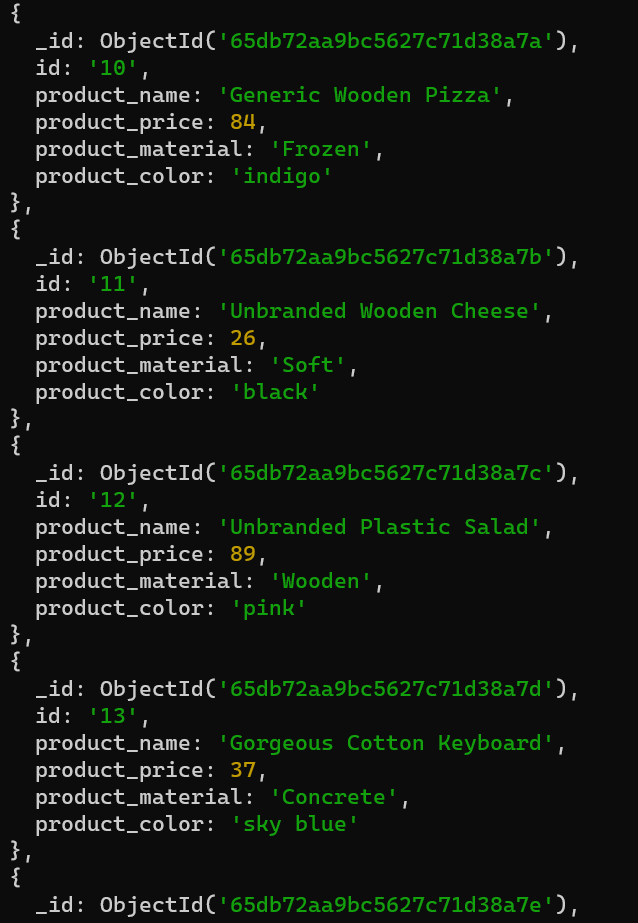 {
  _id: ObjectId('65db72aa9bc5627c71d38a7a'),
  id: '10',
  product_name: 'Generic Wooden Pizza',
  product_price: 84,
  product_material: 'Frozen',
  product_color: 'indigo'
},
{
  _id: ObjectId('65db72aa9bc5627c71d38a7b'),
  id: '11',
  product_name: 'Unbranded Wooden Cheese',
  product_price: 26,
  product_material: 'Soft',
  product_color: 'black'
},
{
  _id: ObjectId('65db72aa9bc5627c71d38a7c'),
  id: '12',
  product_name: 'Unbranded Plastic Salad',
  product_price: 89,
  product_material: 'Wooden',
  product_color: 'pink'
},
{
  _id: ObjectId('65db72aa9bc5627c71d38a7d'),
  id: '13',
  product_name: 'Gorgeous Cotton Keyboard',
  product_price: 37,
  product_material: 'Concrete',
  product_color: 'sky blue'
},
{
  _id: ObjectId('65db72aa9bc5627c71d38a7e'),